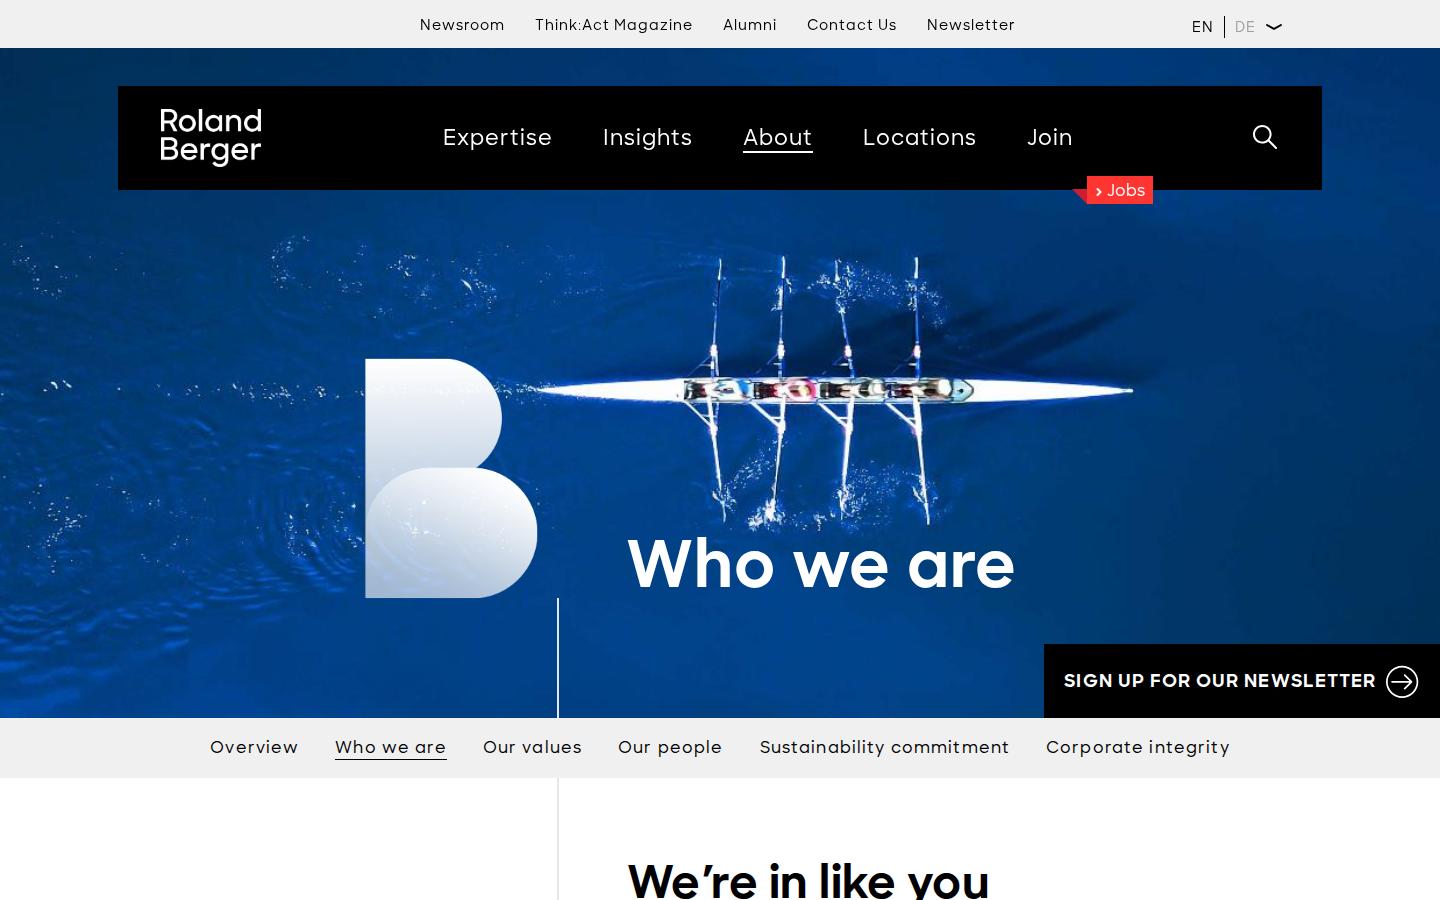 Newsroom Think:Act Magazine Alumni Contact Us Newsletter EN DE
Roland
Berger
Expertise Insights About Locations Join
› Jobs
B
Who we are
SIGN UP FOR OUR NEWSLETTER
Overview Who we are Our values Our people Sustainability commitment Corporate integrity
We’re in like you